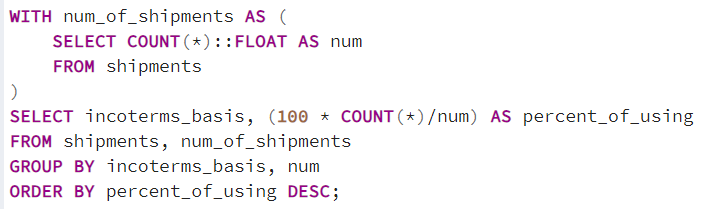 WITH num_of_shipments AS (
    SELECT COUNT(*)::FLOAT AS num
    FROM shipments
)
SELECT incoterms_basis, (100 * COUNT(*)/num) AS percent_of_using
FROM shipments, num_of_shipments
GROUP BY incoterms_basis, num
ORDER BY percent_of_using DESC;